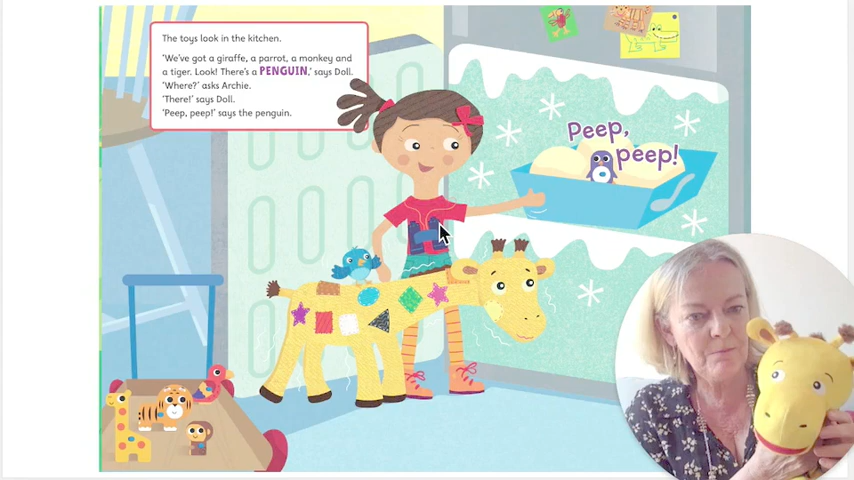 The toys look in the kitchen.
‘We’ve got a giraffe, a parrot, a monkey and
a tiger. Look! There’s a PENGUIN,’ says Doll.
‘Where?’ asks Archie.
‘There!’ says Doll.
‘Peep, peep!’ says the penguin.
Peep,
peep!